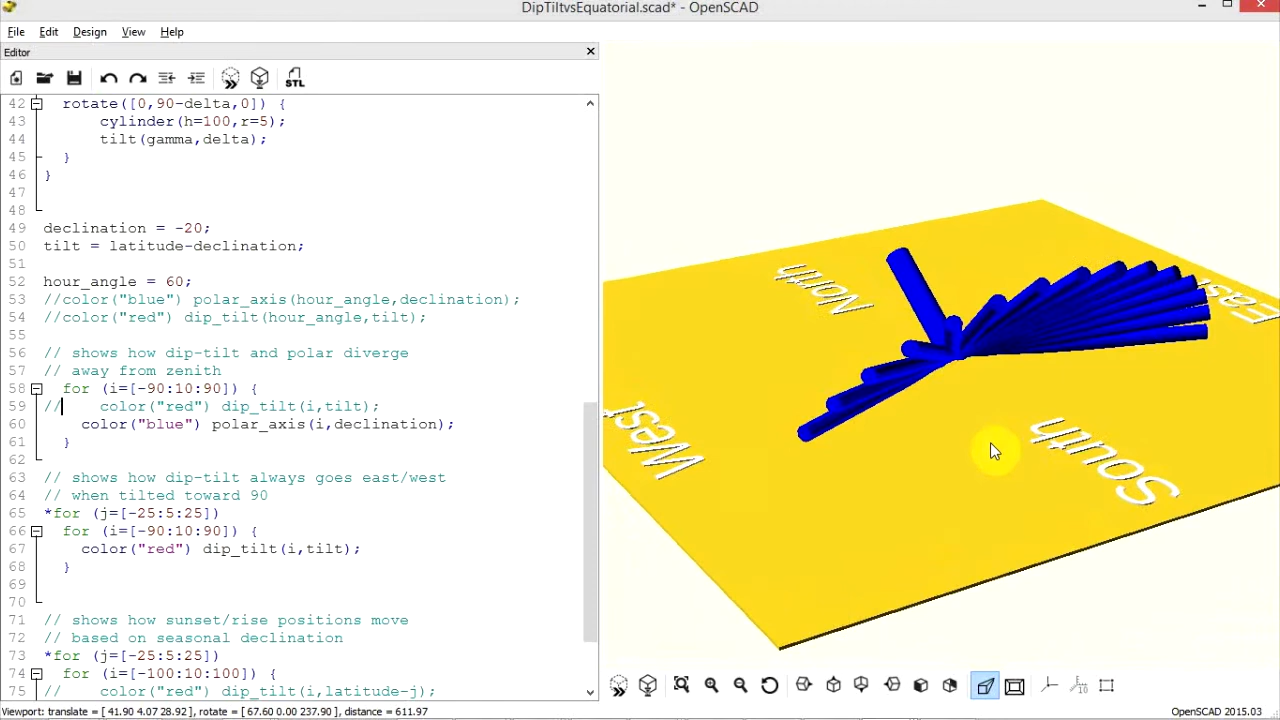 DipTiltvsEquatorial.scad* - OpenSCAD
File Edit Design View Help
Editor
STL
42 rotate([0,90-delta,0]) {
43 cylinder(h=100,r=5);
44 tilt(gamma,delta);
45 }
46 }
47
48
49 declination = -20;
50 tilt = latitude-declination;
51
52 hour_angle = 60;
53 //color("blue") polar_axis(hour_angle,declination);
54 //color("red") dip_tilt(hour_angle,tilt);
55
56 // shows how dip-tilt and polar diverge
57 // away from zenith
58 for (i=[-90:10:90]) {
59 // color("red") dip_tilt(i,tilt);
60 color("blue") polar_axis(i,declination);
61 }
62
63 // shows how dip-tilt always goes east/west
64 // when tilted toward 90
65 *for (j=[-25:5:25])
66 for (i=[-90:10:90]) {
67 color("red") dip_tilt(i,tilt);
68 }
69
70
71 // shows how sunset/rise positions move
72 // based on seasonal declination
73 *for (j=[-25:5:25])
74 for (i=[-100:10:100]) {
75 // color("red") dip_tilt(i,latitude-j);
North
East
West
South
10
Viewport: translate = [ 41.90 4.07 28.92 ], rotate = [ 67.60 0.00 237.90 ], distance = 611.97
OpenSCAD 2015.03